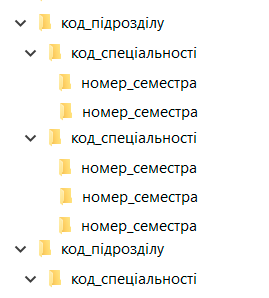 код_підрозділу
код_спеціальності
номер_семестра
номер_семестра
код_спеціальності
номер_семестра
номер_семестра
номер_семестра
код_підрозділу
код_спеціальності